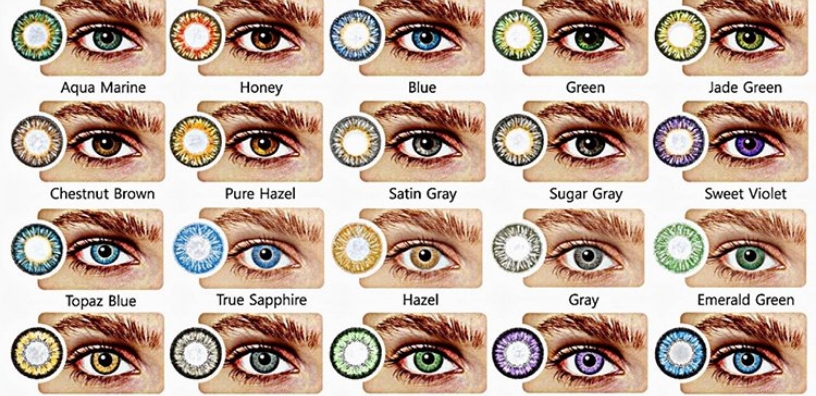 Aqua Marine
Honey
Blue
Green
Jade Green
Chestnut Brown
Pure Hazel
Satin Gray
Sugar Gray
Sweet Violet
Topaz Blue
True Sapphire
Hazel
Gray
Emerald Green